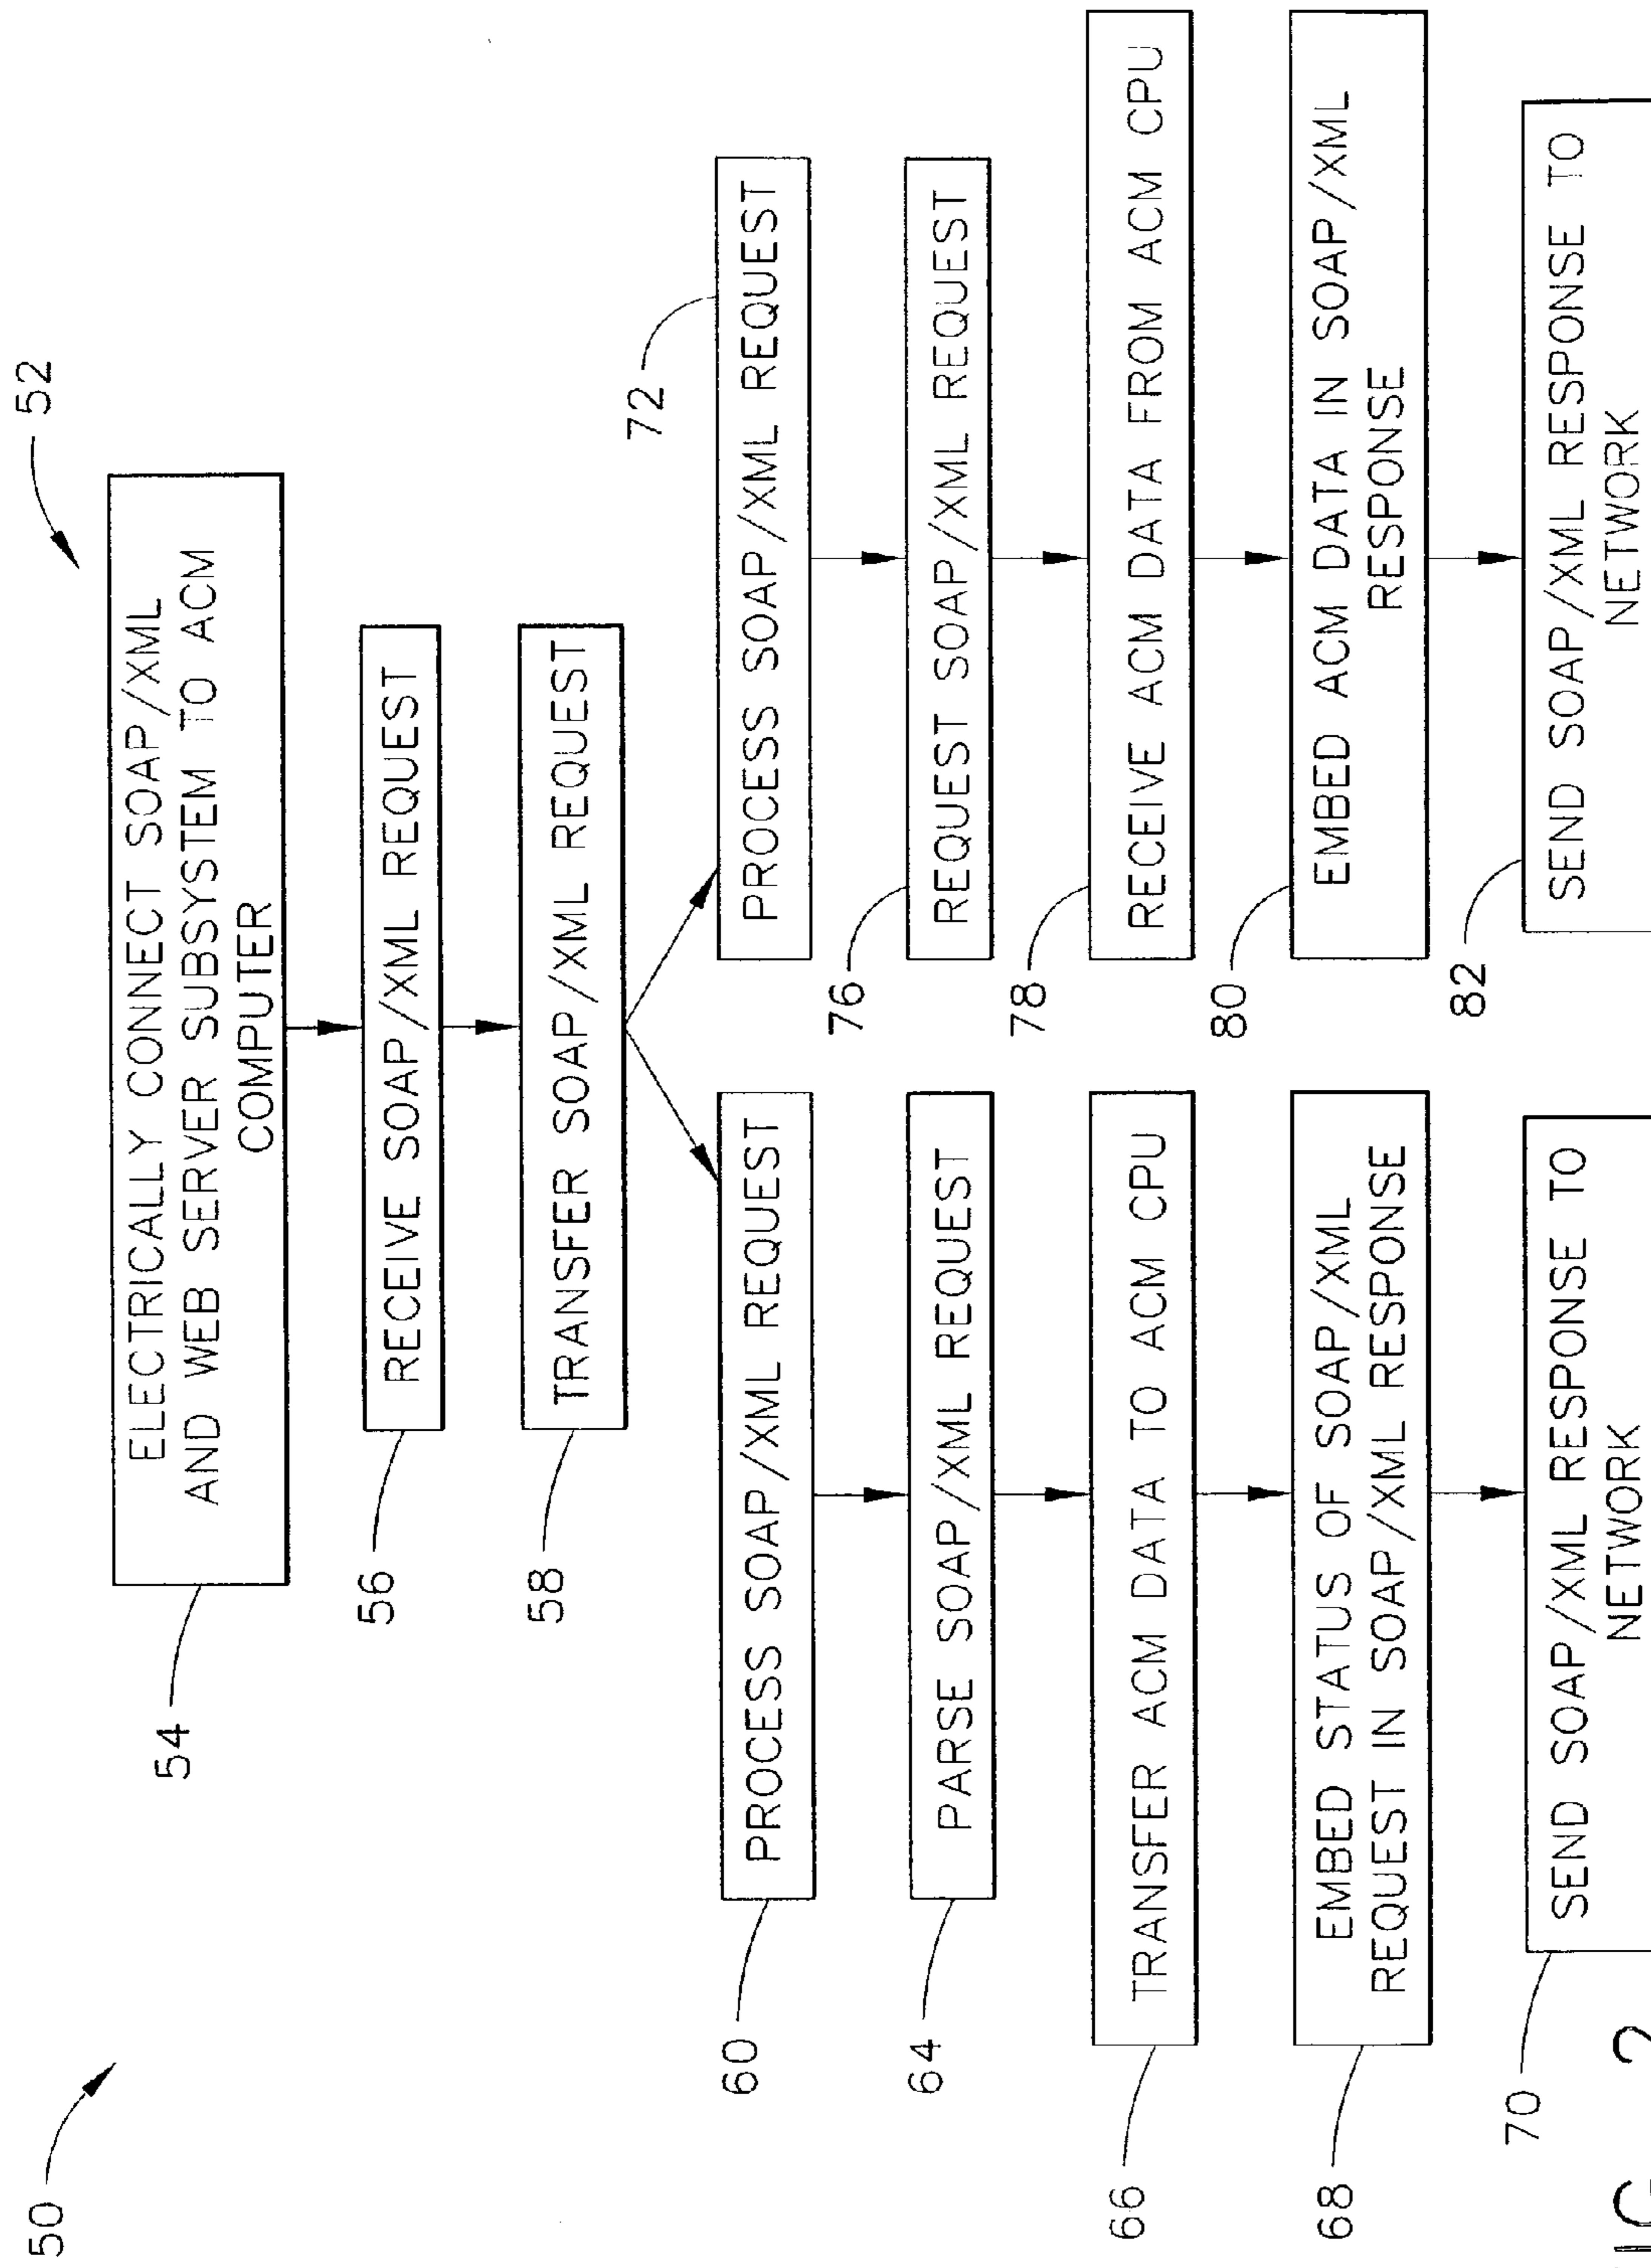 50
52
54
ELECTRICALLY CONNECT SOAP/XML
AND WEB SERVER SUBSYSTEM TO ACM
COMPUTER
56
RECEIVE SOAP/XML REQUEST
58
TRANSFER SOAP/XML REQUEST
60
PROCESS SOAP/XML REQUEST
64
PARSE SOAP/XML REQUEST
66
TRANSFER ACM DATA TO ACM CPU
68
EMBED STATUS OF SOAP/XML
REQUEST IN SOAP/XML RESPONSE
70
SEND SOAP/XML RESPONSE TO
NETWORK
72
PROCESS SOAP/XML REQUEST
76
REQUEST SOAP/XML REQUEST
78
RECEIVE ACM DATA FROM ACM CPU
80
EMBED ACM DATA IN SOAP/XML
RESPONSE
82
SEND SOAP/XML RESPONSE TO
NETWORK